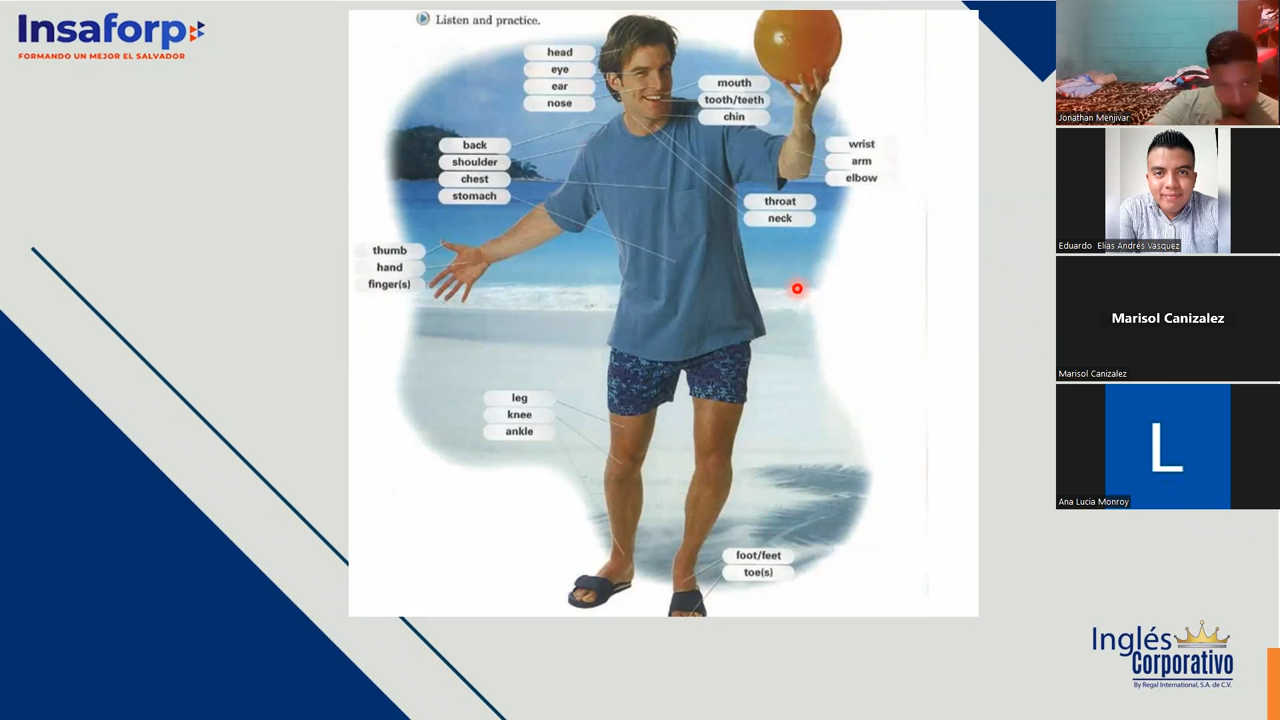 Insaforp
FORMANDO UN MEJOR EL SALVADOR
Listen and practice.
head
eye
ear
nose
mouth
tooth/teeth
chin
back
shoulder
chest
stomach
wrist
arm
elbow
throat
neck
thumb
hand
finger(s)
leg
knee
ankle
foot/feet
toe(s)
Jonathan Menjivar
Eduardo Elias Andrés Vasquez
Marisol Canizalez
Marisol Canizalez
L
Ana Lucia Monroy
Inglés
Corporativo
By Regal International, S.A. de C.V.